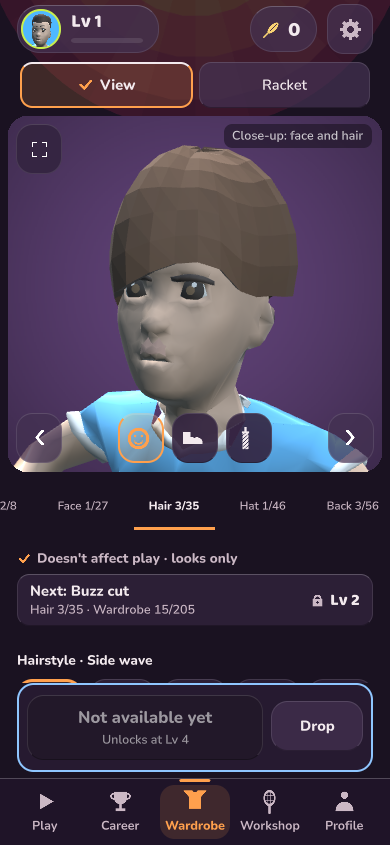 Lv 1
0
View
Racket
Close-up: face and hair
2/8
Face 1/27
Hair 3/35
Hat 1/46
Back 3/56
Doesn't affect play · looks only
Next: Buzz cut
Hair 3/35 · Wardrobe 15/205
Lv 2
Hairstyle · Side wave
Not available yet
Unlocks at Lv 4
Drop
Play
Career
Wardrobe
Workshop
Profile